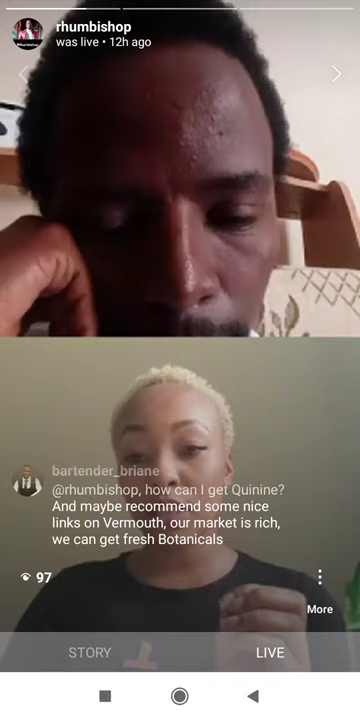 rhumbishop
was live • 12h ago
bartender_briane
@rhumbishop, how can I get Quinine?
And maybe recommend some nice
links on Vermouth, our market is rich,
we can get fresh Botanicals
97
More
STORY
LIVE